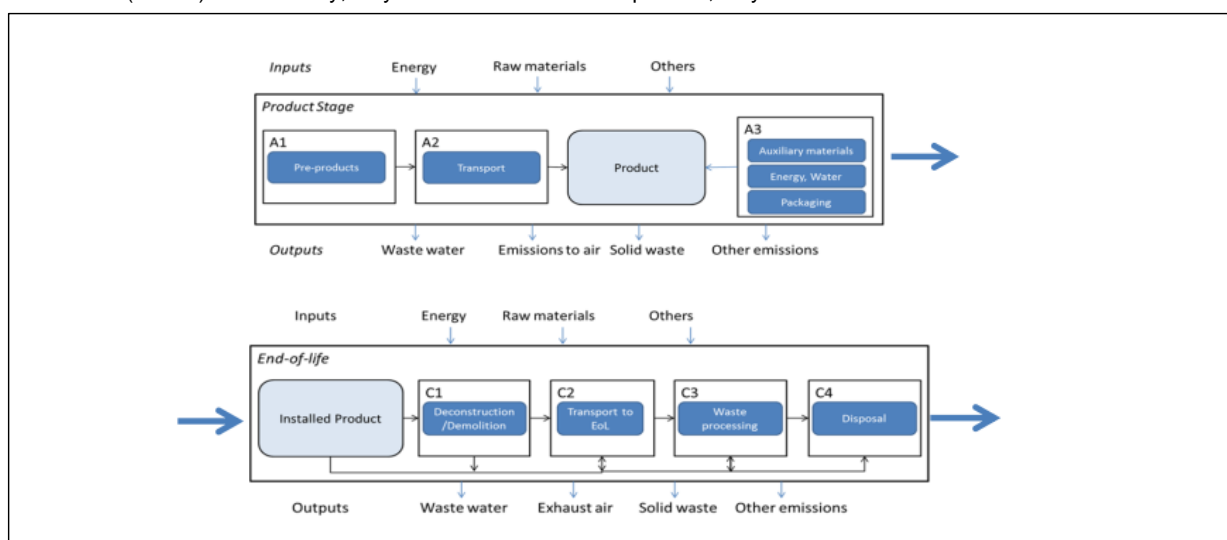 Inputs Energy Raw materials Others
Product Stage
A1
Pre-products
A2
Transport
Product
A3
Auxiliary materials
Energy, Water
Packaging
Outputs Waste water Emissions to air Solid waste Other emissions
Inputs Energy Raw materials Others
End-of-life
Installed Product
C1
Deconstruction
/Demolition
C2
Transport to
EoL
C3
Waste
processing
C4
Disposal
Outputs Waste water Exhaust air Solid waste Other emissions